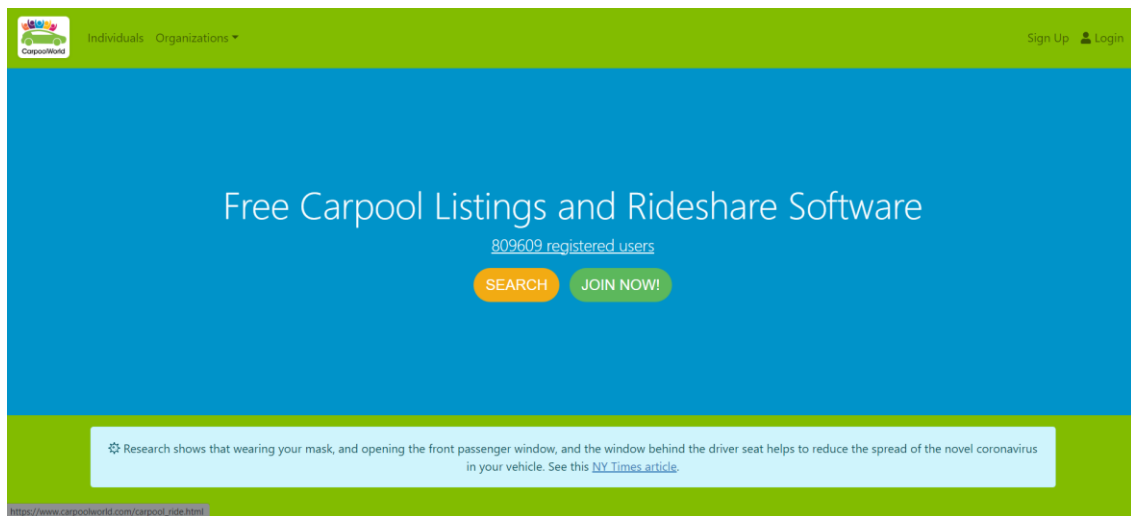 CarpoolWorld
Individuals Organizations
Sign Up Login
Free Carpool Listings and Rideshare Software
809609 registered users
SEARCH JOIN NOW!
Research shows that wearing your mask, and opening the front passenger window, and the window behind the driver seat helps to reduce the spread of the novel coronavirus
in your vehicle. See this NY Times article.
https://www.carpoolworld.com/carpool_ride.html